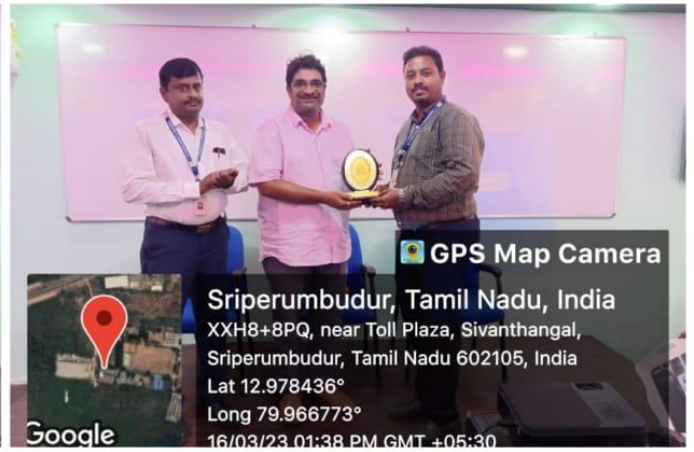 GPS Map Camera
Sriperumbudur, Tamil Nadu, India
XXH8+8PQ, near Toll Plaza, Sivanthangal,
Sriperumbudur, Tamil Nadu 602105, India
Lat 12.978436°
Long 79.966773°
Google
16/03/23 01:38 PM GMT +05:30